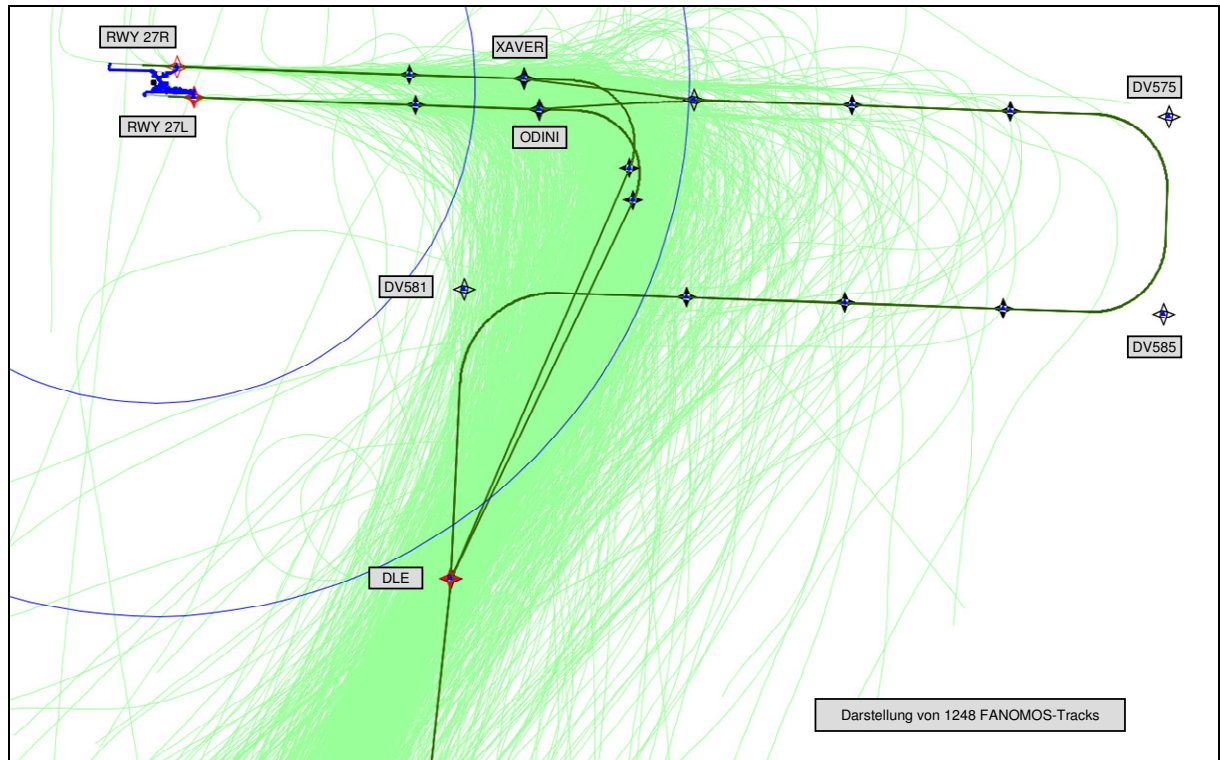 RWY 27R
XAVER
DV575
RWY 27L
ODINI
DV581
DV585
DLE
Darstellung von 1248 FANOMOS-Tracks